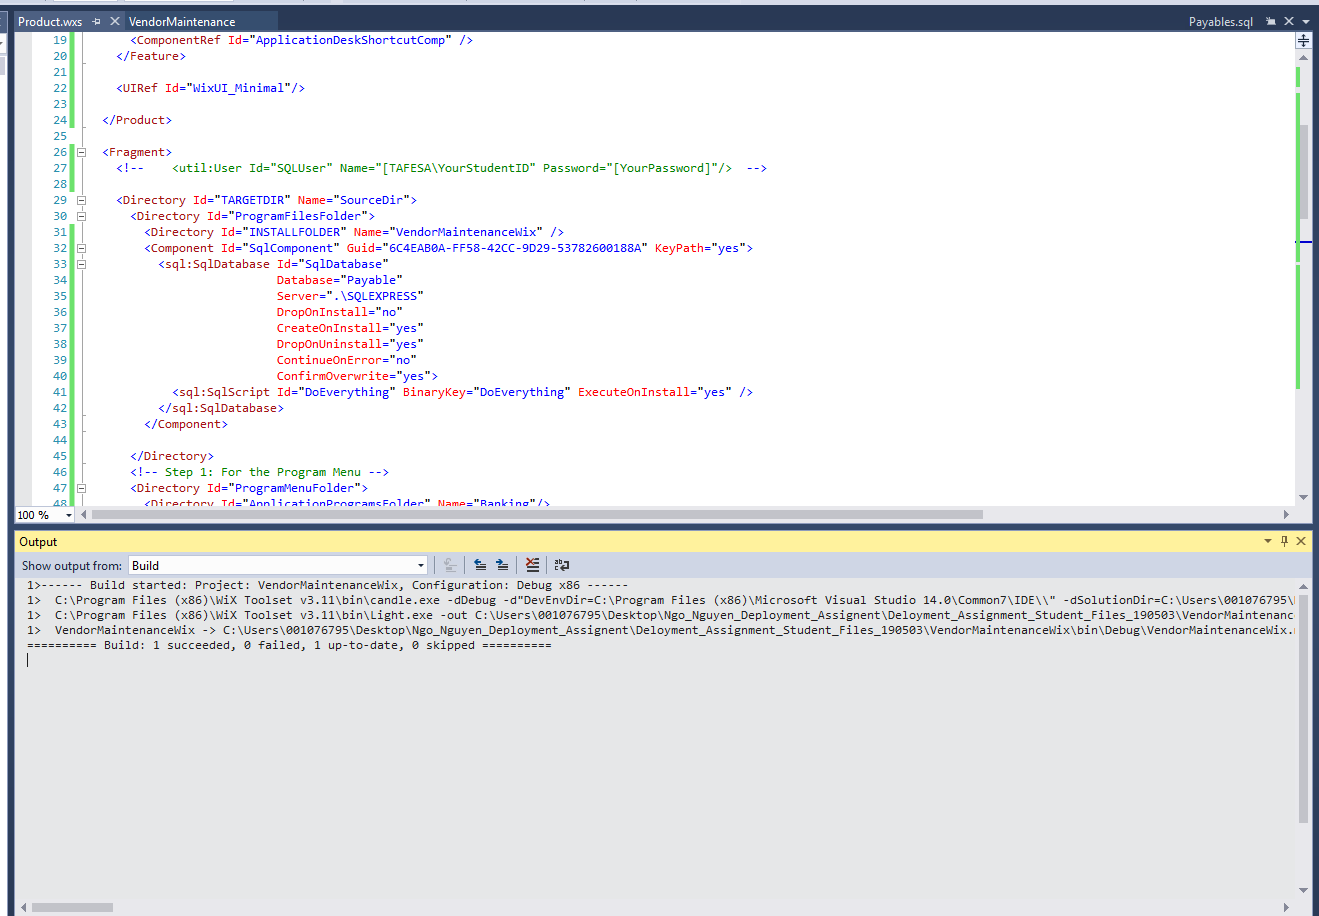 Product.wxs VendorMaintenance Payables.sql
19 <ComponentRef Id="ApplicationDeskShortcutComp" />
20 </Feature>
21
22 <UIRef Id="WixUI_Minimal"/>
23
24 </Product>
25
26 <Fragment>
27 <!-- <util:User Id="SQLUser" Name="[TAFESA\YourStudentID" Password="[YourPassword]"/> -->
28
29 <Directory Id="TARGETDIR" Name="SourceDir">
30 <Directory Id="ProgramFilesFolder">
31 <Directory Id="INSTALLFOLDER" Name="VendorMaintenanceWix" />
32 <Component Id="SqlComponent" Guid="6C4EAB0A-FF58-42CC-9D29-53782600188A" KeyPath="yes">
33 <sql:SqlDatabase Id="SqlDatabase"
34 Database="Payable"
35 Server=".\SQLEXPRESS"
36 DropOnInstall="no"
37 CreateOnInstall="yes"
38 DropOnUninstall="yes"
39 ContinueOnError="no"
40 ConfirmOverwrite="yes">
41 <sql:SqlScript Id="DoEverything" BinaryKey="DoEverything" ExecuteOnInstall="yes" />
42 </sql:SqlDatabase>
43 </Component>
44
45 </Directory>
46 <!-- Step 1: For the Program Menu -->
47 <Directory Id="ProgramMenuFolder">
48 <Directory Id="ApplicationProgramsFolder" Name="Banking"/>
100 %
Output
Show output from: Build
1>------ Build started: Project: VendorMaintenanceWix, Configuration: Debug x86 ------
1> C:\Program Files (x86)\WiX Toolset v3.11\bin\candle.exe -dDebug -d"DevEnvDir=C:\Program Files (x86)\Microsoft Visual Studio 14.0\Common7\IDE\\" -dSolutionDir=C:\Users\001076795\
1> C:\Program Files (x86)\WiX Toolset v3.11\bin\Light.exe -out C:\Users\001076795\Desktop\Ngo_Nguyen_Deployment_Assignent\Deloyment_Assignment_Student_Files_190503\VendorMaintenance
1> VendorMaintenanceWix -> C:\Users\001076795\Desktop\Ngo_Nguyen_Deployment_Assignent\Deloyment_Assignment_Student_Files_190503\VendorMaintenanceWix\bin\Debug\VendorMaintenanceWix.
========== Build: 1 succeeded, 0 failed, 1 up-to-date, 0 skipped ==========